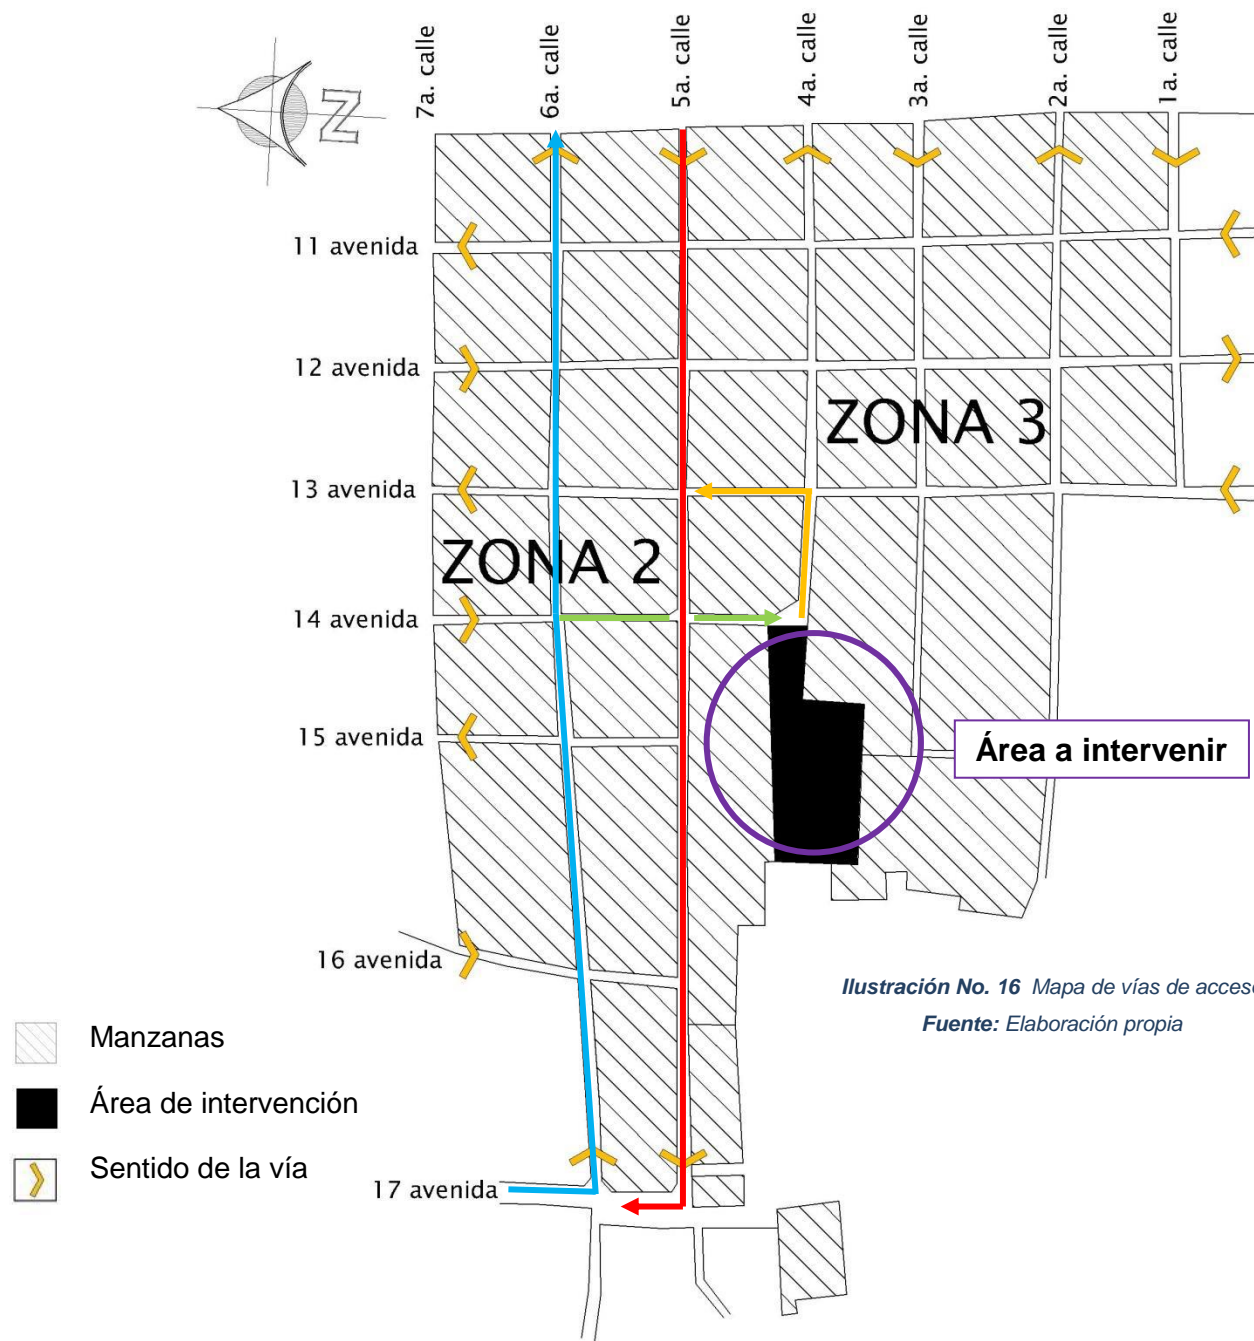 7a. calle
6a. calle
5a. calle
4a. calle
3a. calle
2a. calle
1a. calle
N
11 avenida
12 avenida
ZONA 3
13 avenida
ZONA 2
14 avenida
15 avenida
Área a intervenir
16 avenida
Ilustración No. 16 Mapa de vías de acceso
Fuente: Elaboración propia
Manzanas
Área de intervención
Sentido de la vía
17 avenida